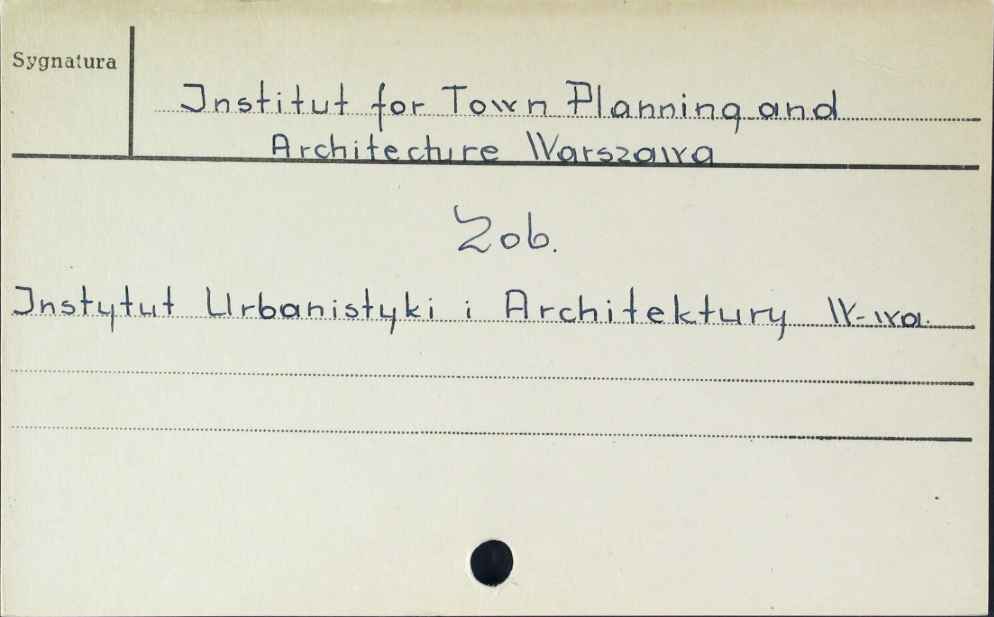 Sygnatura
Institut for Town Planning and
Architecture Warszawa
Zob.
Instytut Urbanistyki i Architektury W-wa.